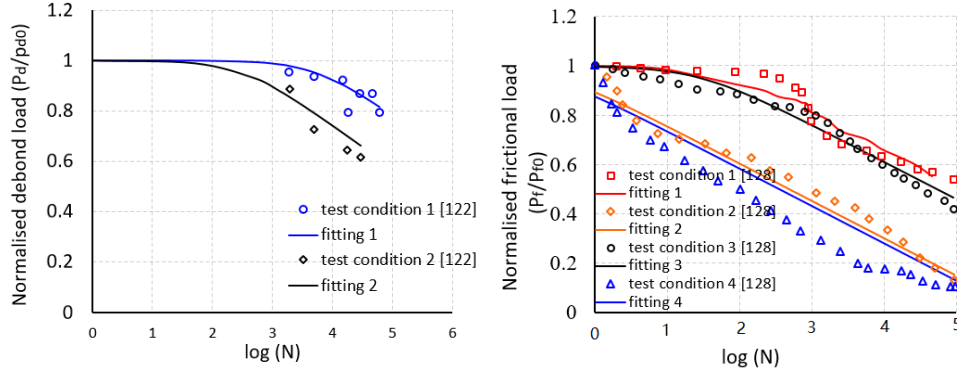 Normalised debond load (Pd/pd0)
1.2
1
0.8
0.6
0.4
0.2
0
0
1
2
3
4
5
6
log (N)
test condition 1 [122]
fitting 1
test condition 2 [122]
fitting 2
Normalised frictional load
(Pf/Pf0)
1.2
1
0.8
0.6
0.4
0.2
0
0
1
2
3
4
5
log (N)
test condition 1 [128]
fitting 1
test condition 2 [128]
fitting 2
test condition 3 [128]
fitting 3
test condition 4 [128]
fitting 4